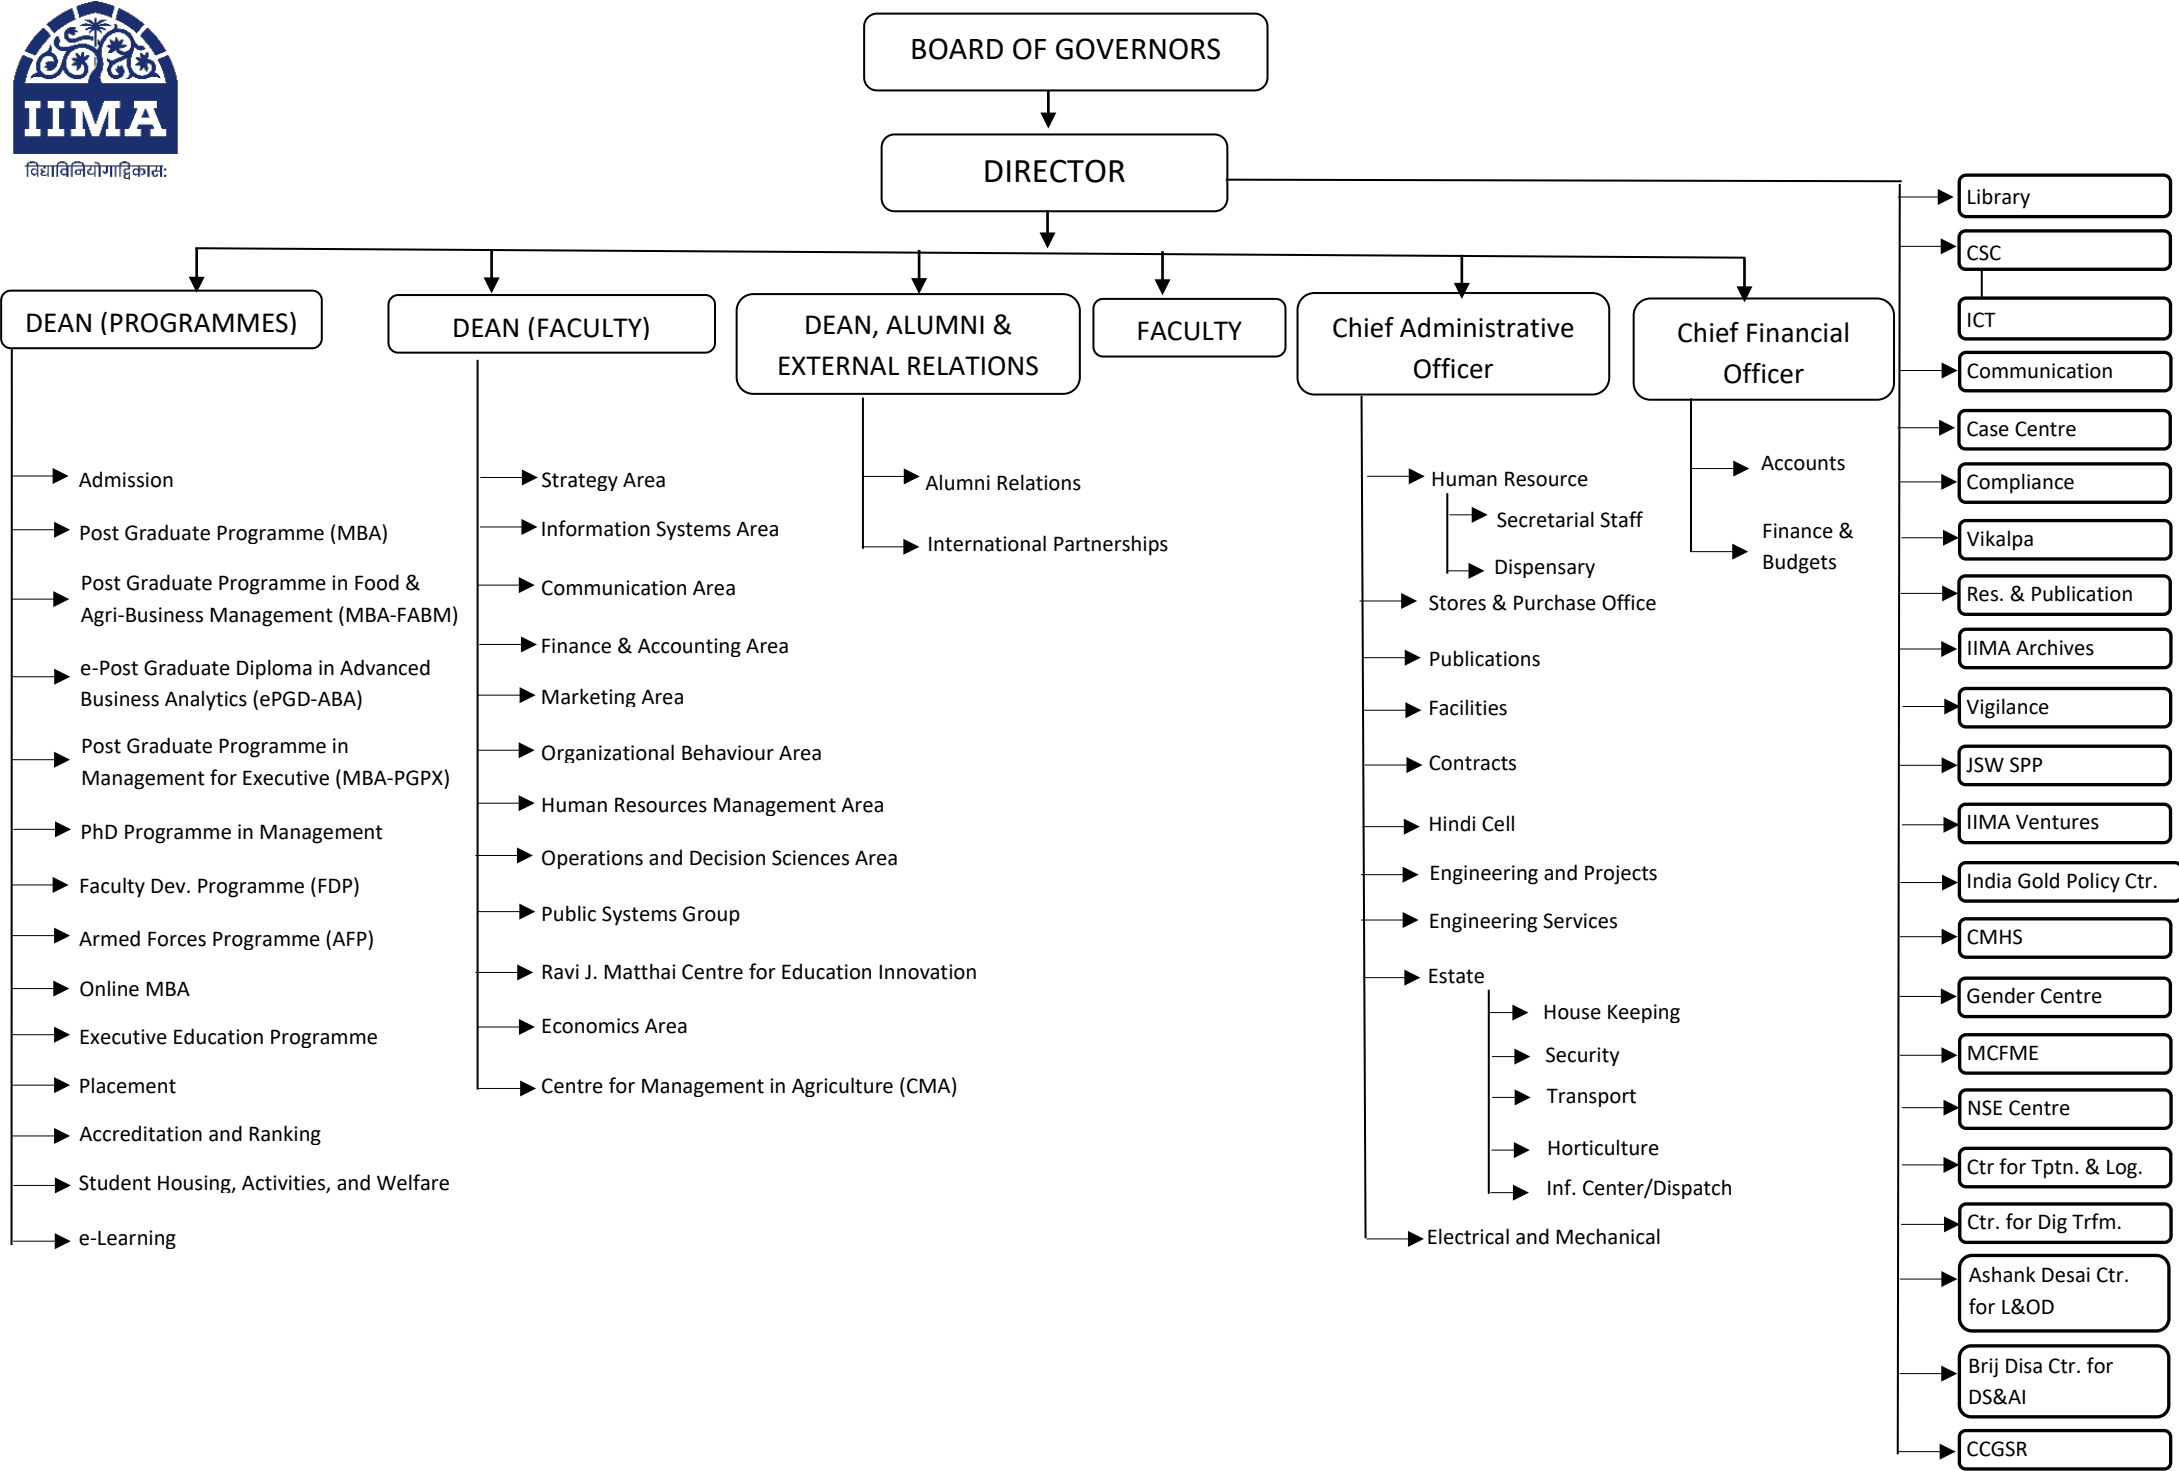 IIMA
विद्याविनियोगाद्विकास:
BOARD OF GOVERNORS
DIRECTOR
DEAN (PROGRAMMES)
Admission
Post Graduate Programme (MBA)
Post Graduate Programme in Food &
Agri-Business Management (MBA-FABM)
e-Post Graduate Diploma in Advanced
Business Analytics (ePGD-ABA)
Post Graduate Programme in
Management for Executive (MBA-PGPX)
PhD Programme in Management
Faculty Dev. Programme (FDP)
Armed Forces Programme (AFP)
Online MBA
Executive Education Programme
Placement
Accreditation and Ranking
Student Housing, Activities, and Welfare
e-Learning
DEAN (FACULTY)
Strategy Area
Information Systems Area
Communication Area
Finance & Accounting Area
Marketing Area
Organizational Behaviour Area
Human Resources Management Area
Operations and Decision Sciences Area
Public Systems Group
Ravi J. Matthai Centre for Education Innovation
Economics Area
Centre for Management in Agriculture (CMA)
DEAN, ALUMNI &
EXTERNAL RELATIONS
Alumni Relations
International Partnerships
FACULTY
Chief Administrative
Officer
Human Resource
Secretarial Staff
Dispensary
Stores & Purchase Office
Publications
Facilities
Contracts
Hindi Cell
Engineering and Projects
Engineering Services
Estate
House Keeping
Security
Transport
Horticulture
Inf. Center/Dispatch
Electrical and Mechanical
Chief Financial
Officer
Accounts
Finance &
Budgets
Library
CSC
ICT
Communication
Case Centre
Compliance
Vikalpa
Res. & Publication
IIMA Archives
Vigilance
JSW SPP
IIMA Ventures
India Gold Policy Ctr.
CMHS
Gender Centre
MCFME
NSE Centre
Ctr for Tptn. & Log.
Ctr. for Dig Trfm.
Ashank Desai Ctr.
for L&OD
Brij Disa Ctr. for
DS&AI
CCGSR